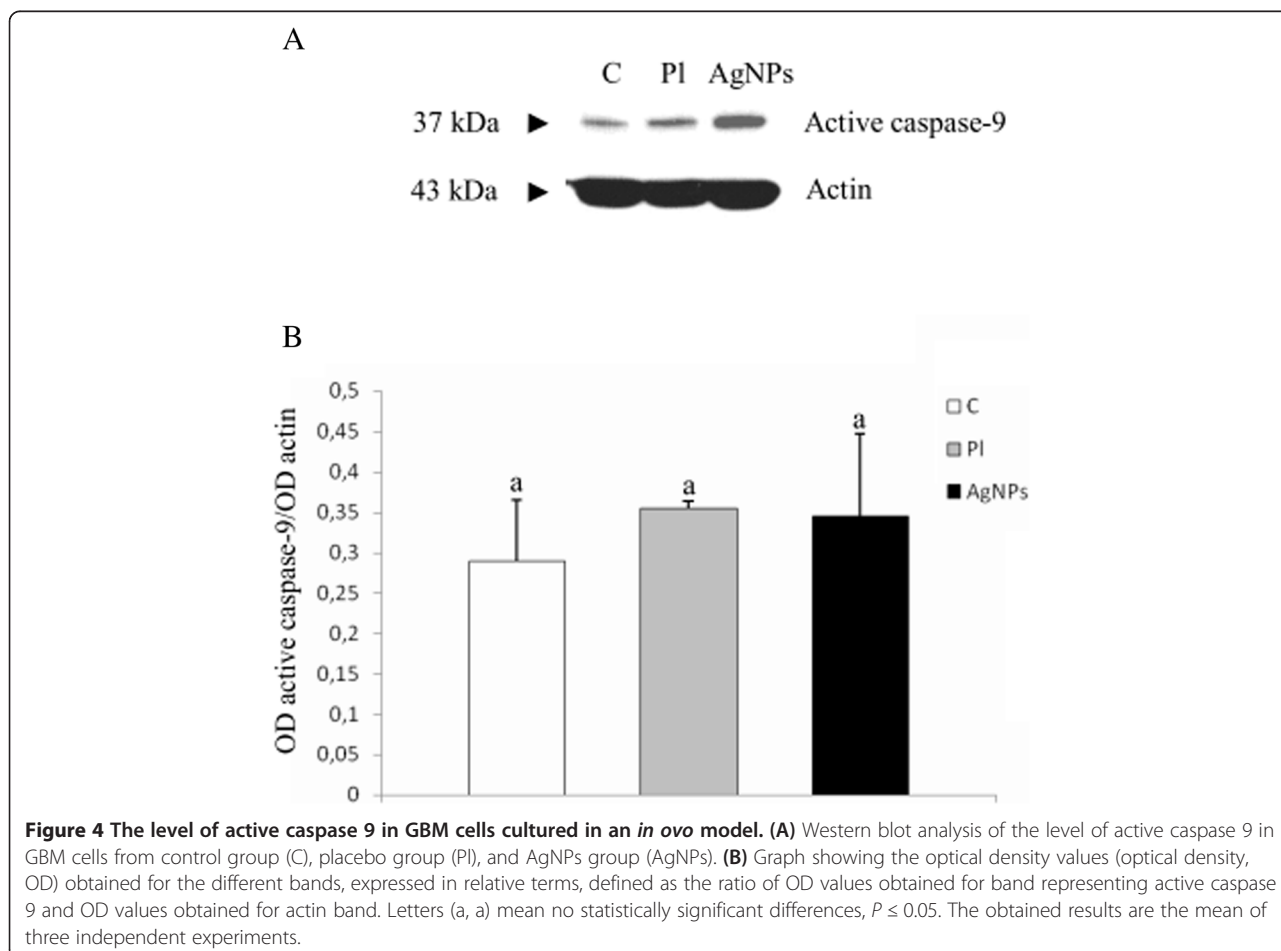 A
C Pl AgNPs
37 kDa ► Active caspase-9
43 kDa ► Actin
B
OD active caspase-9/OD actin
0,5
0,45
0,4
0,35
0,3
0,25
0,2
0,15
0,1
0,05
0
a
a
a
C
Pl
AgNPs
Figure 4 The level of active caspase 9 in GBM cells cultured in an in ovo model. (A) Western blot analysis of the level of active caspase 9 in
GBM cells from control group (C), placebo group (Pl), and AgNPs group (AgNPs). (B) Graph showing the optical density values (optical density,
OD) obtained for the different bands, expressed in relative terms, defined as the ratio of OD values obtained for band representing active caspase
9 and OD values obtained for actin band. Letters (a, a) mean no statistically significant differences, P ≤ 0.05. The obtained results are the mean of
three independent experiments.